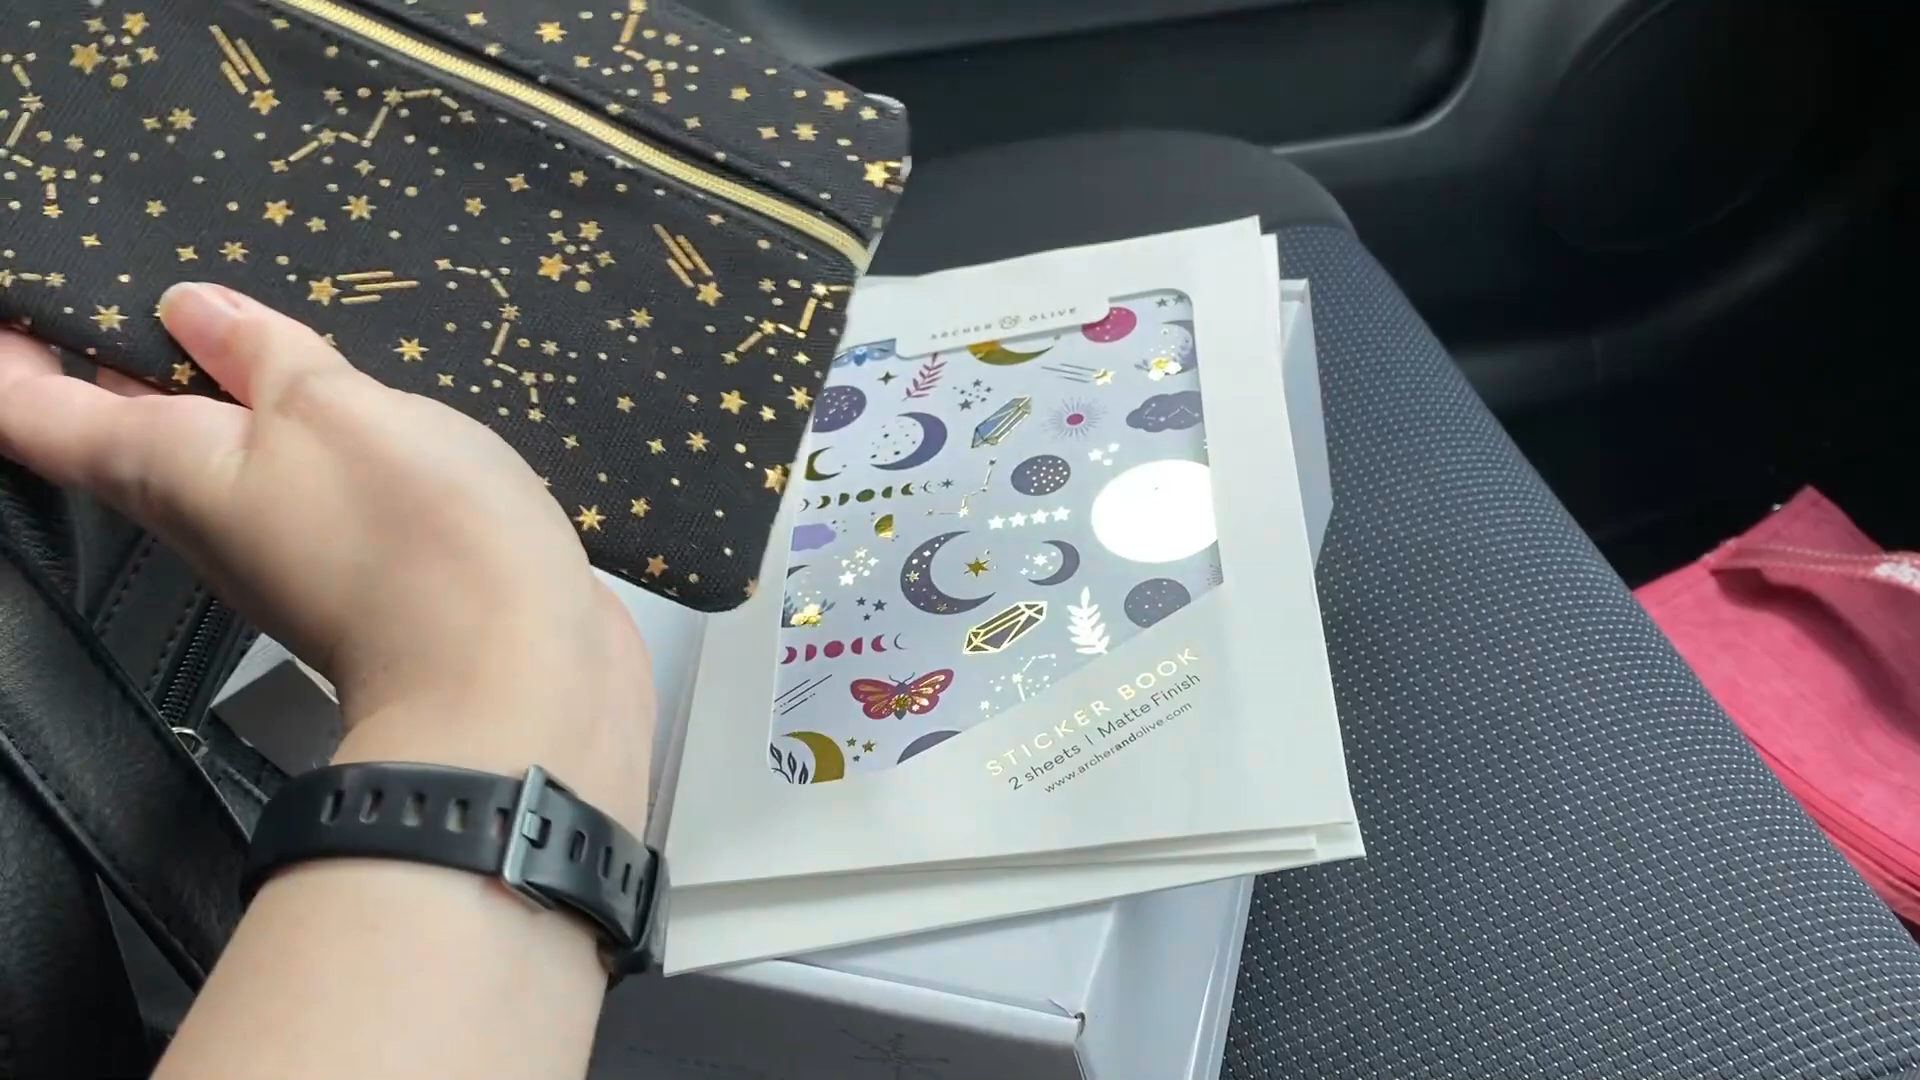 ARCHER & OLIVE
STICKER BOOK
2 sheets | Matte Finish
www.archerandolive.com